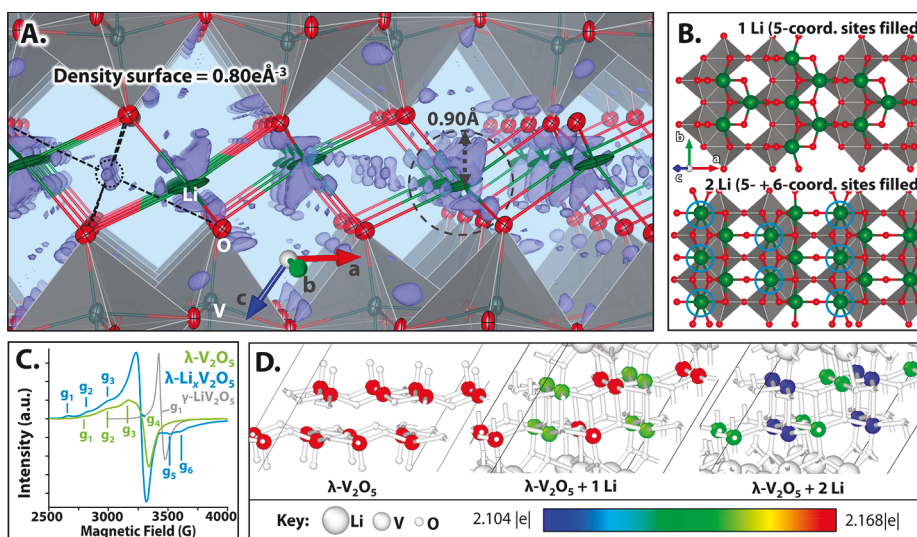 A.
Density surface = 0.80eÅ⁻³
0.90Å
Li
O
a
b
c
V
B.
1 Li (5-coord. sites filled
b
a
c
2 Li (5- + 6-coord. sites filled
C.
λ-V₂O₅
λ-LiₓV₂O₅
γ-LiV₂O₅
g₁ g₂ g₃
g₁
g₁ g₂ g₃ g₄
g₅ g₆
Intensity (a.u.)
2500 3000 3500 4000
Magnetic Field (G)
D.
λ-V₂O₅ λ-V₂O₅ + 1 Li λ-V₂O₅ + 2 Li
Key: Li V O 2.104 |e| 2.168|e|